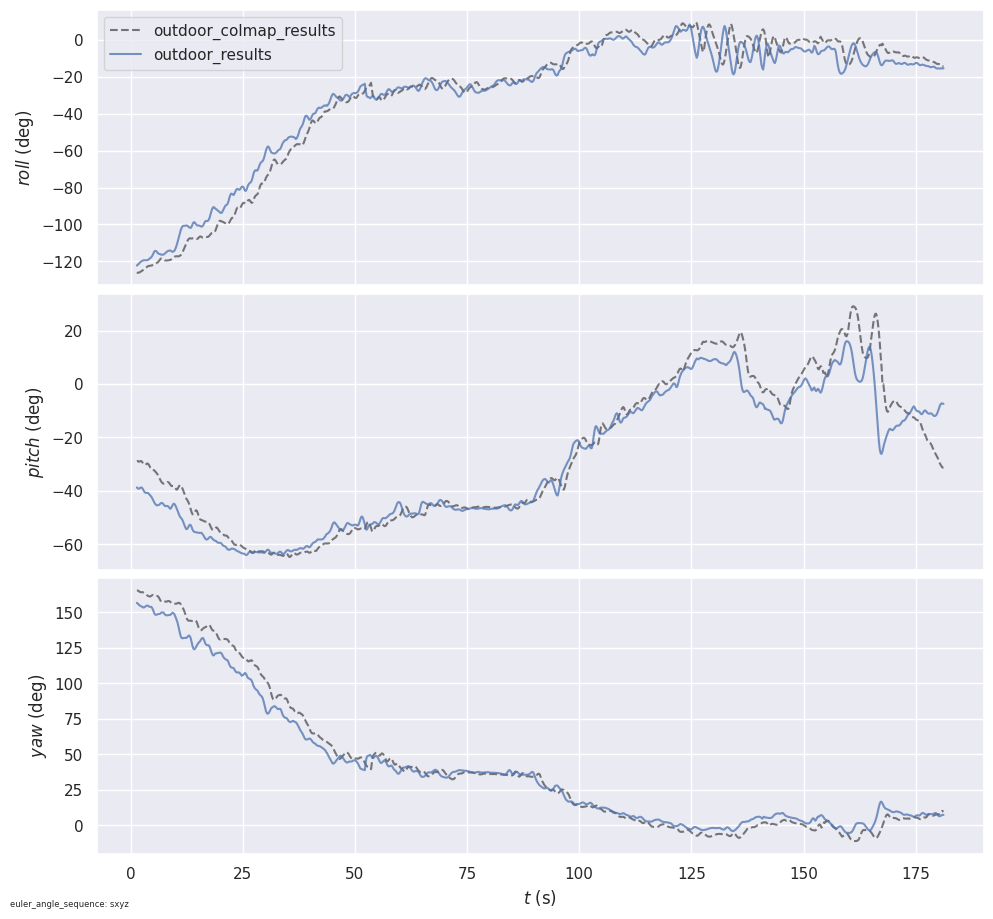 outdoor_colmap_results
outdoor_results
0
−20
−40
−60
−80
−100
−120
roll (deg)
20
0
−20
−40
−60
pitch (deg)
150
125
100
75
50
25
0
yaw (deg)
0 25 50 75 100 125 150 175
t (s)
euler_angle_sequence: sxyz